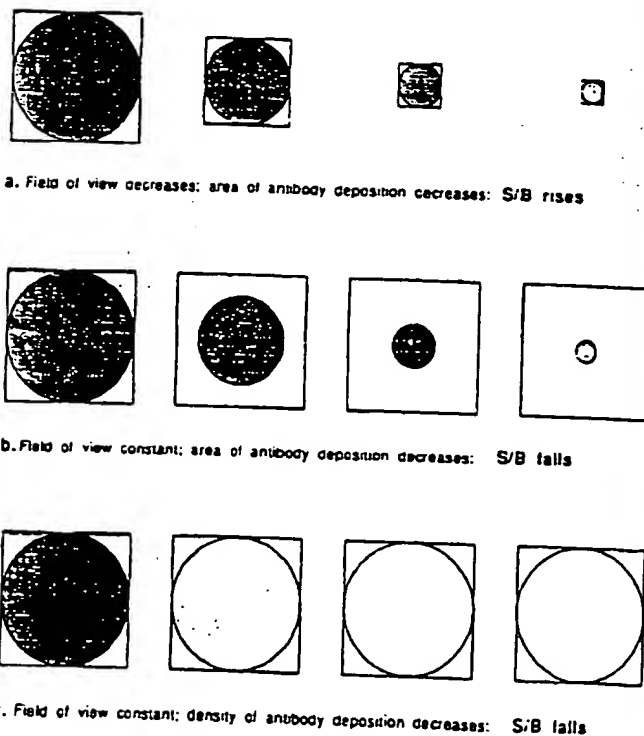 a. Field of view decreases; area of antibody deposition decreases: S/B rises
b. Field of view constant; area of antibody deposition decreases: S/B falls
. Field of view constant; density of antibody deposition decreases: S/B falls